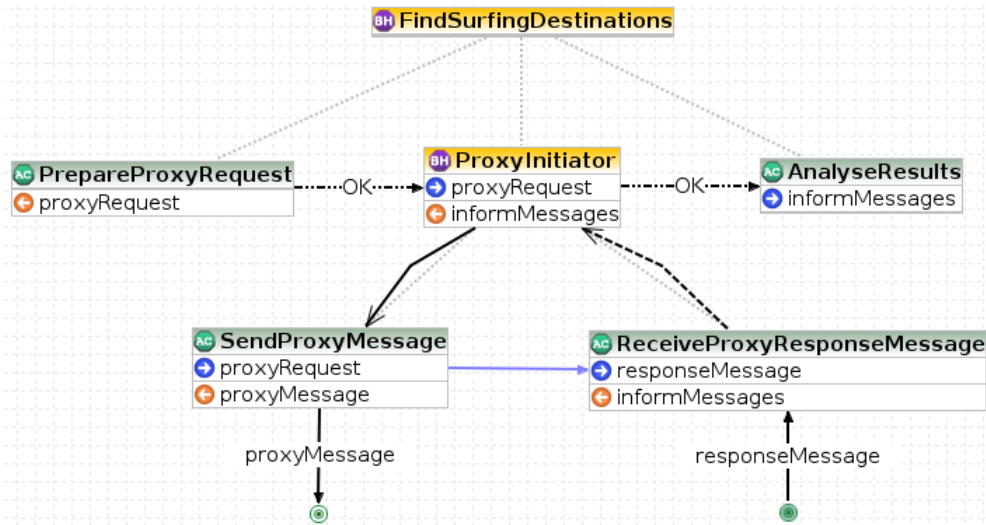 BH FindSurfingDestinations
AC PrepareProxyRequest
proxyRequest
OK
BH ProxyInitiator
proxyRequest
informMessages
OK
AC AnalyseResults
informMessages
AC SendProxyMessage
proxyRequest
proxyMessage
AC ReceiveProxyResponseMessage
responseMessage
informMessages
proxyMessage
responseMessage